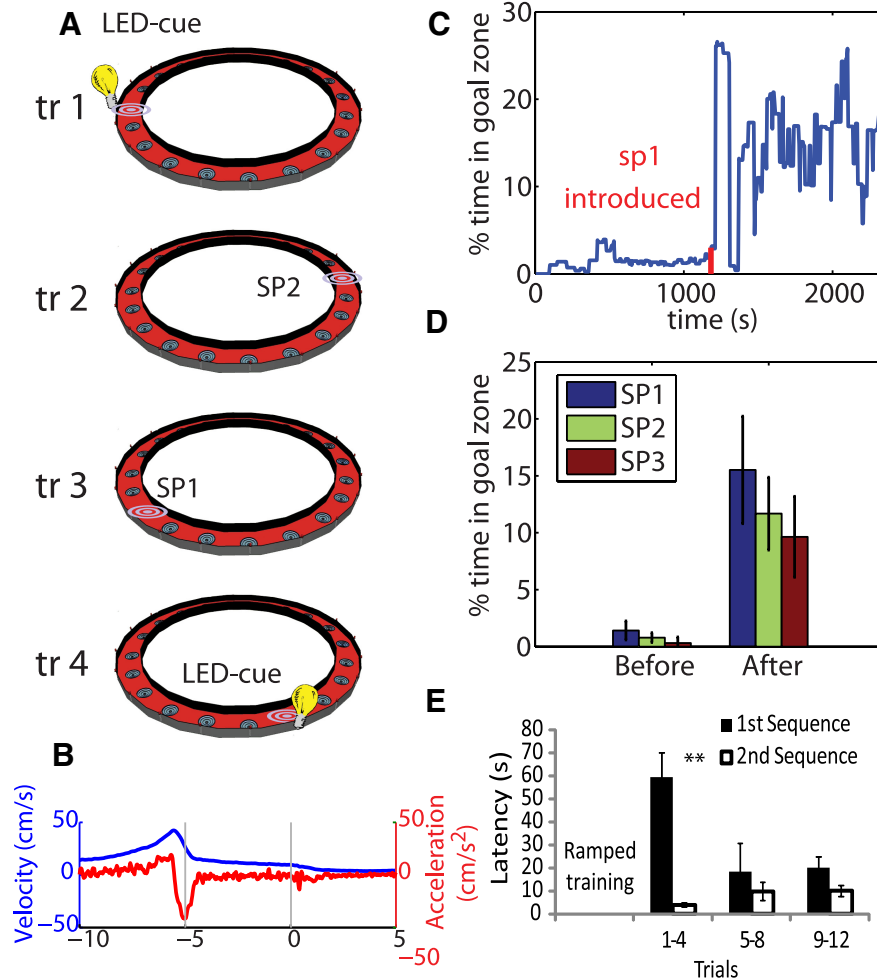 A
LED-cue
tr 1
tr 2
SP2
tr 3
SP1
tr 4
LED-cue
B
Velocity (cm/s)
50
0
−50
−10
−5
0
5
50
0
−50
Acceleration
(cm/s²)
C
% time in goal zone
30
20
10
0
sp1
introduced
0
1000
2000
time (s)
D
% time in goal zone
25
20
15
10
5
0
SP1
SP2
SP3
Before
After
E
Latency (s)
80
70
60
50
40
30
20
10
0
1st Sequence
** 2nd Sequence
Ramped
training
1-4
5-8
9-12
Trials